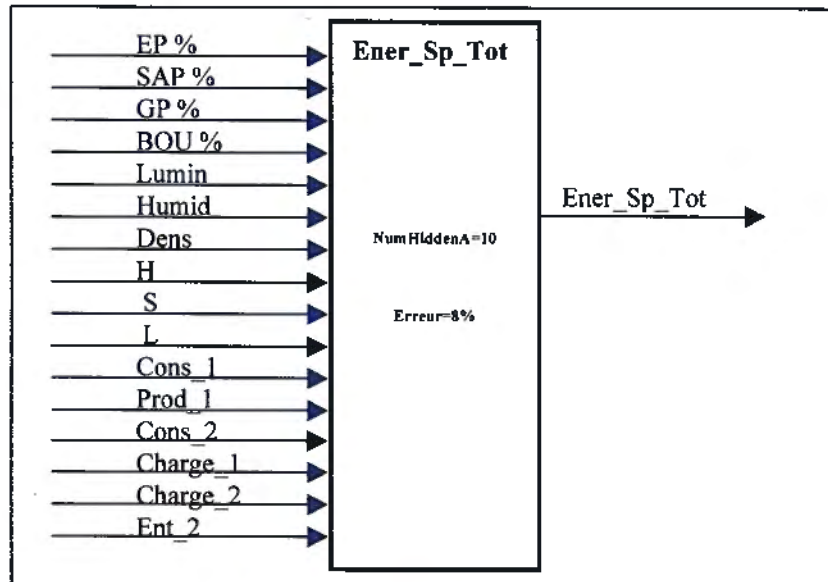 EP %
SAP %
GP %
BOU %
Lumin
Humid
Dens
H
S
L
Cons_1
Prod_1
Cons_2
Charge_1
Charge_2
Ent_2
Ener_Sp_Tot
NumHiddenA=10
Erreur=8%
Ener_Sp_Tot